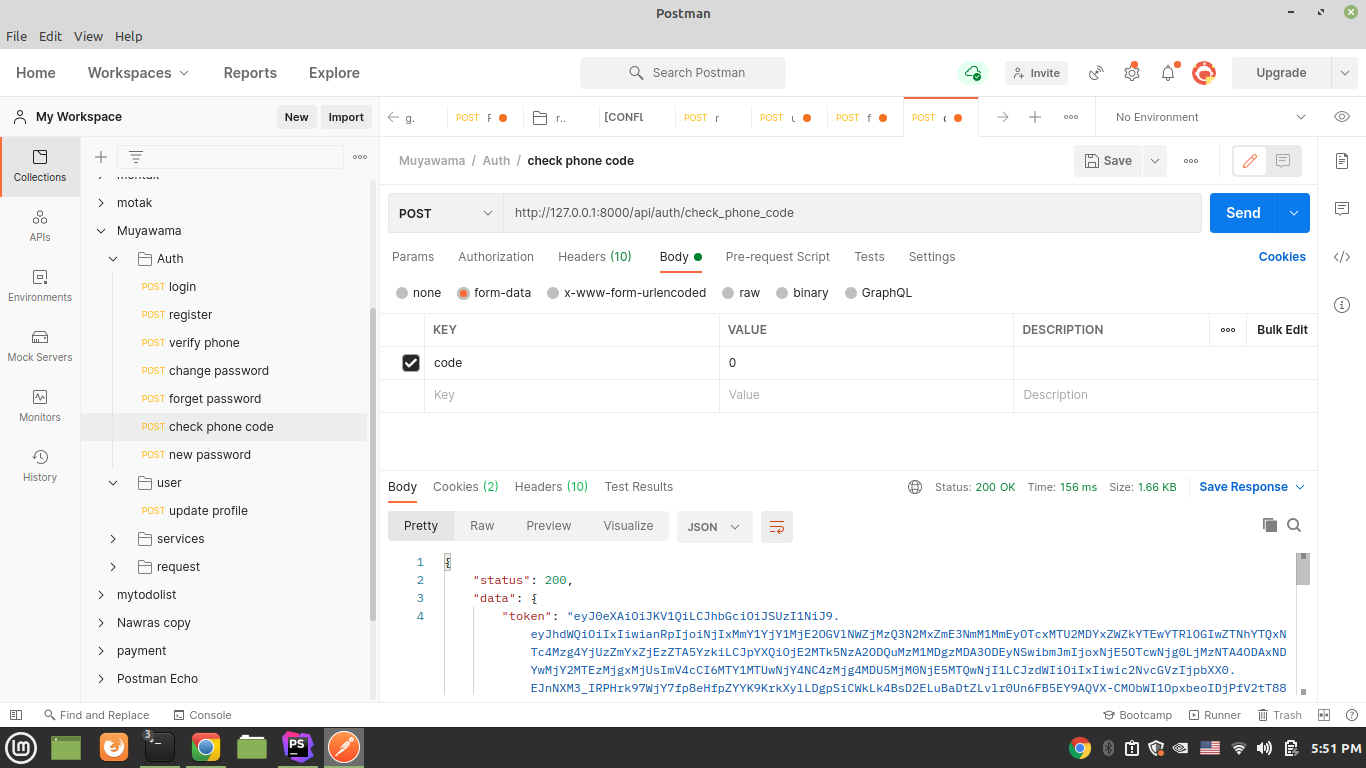 Postman
File Edit View Help
Home Workspaces Reports Explore Search Postman Invite Upgrade
My Workspace New Import
g. POST F r.. [CONFL POST r POST POST f POST No Environment
Collections
APIs
Environments
Mock Servers
Monitors
History
motak
Muyawama
Auth
POST login
POST register
POST verify phone
POST change password
POST forget password
POST check phone code
POST new password
user
POST update profile
services
request
mytodolist
Nawras copy
payment
Postman Echo
Muyawama / Auth / check phone code Save
POST http://127.0.0.1:8000/api/auth/check_phone_code Send
Params Authorization Headers (10) Body Pre-request Script Tests Settings Cookies
none form-data x-www-form-urlencoded raw binary GraphQL
KEY VALUE DESCRIPTION Bulk Edit
code 0
Key Value Description
Body Cookies (2) Headers (10) Test Results Status: 200 OK Time: 156 ms Size: 1.66 KB Save Response
Pretty Raw Preview Visualize JSON
1 {
2 "status": 200,
3 "data": {
4 "token": "eyJ0eXAiOiJKV1QiLCJhbGciOiJSUzI1NiJ9.
Find and Replace Console Bootcamp Runner Trash
3 PS 5:51 PM